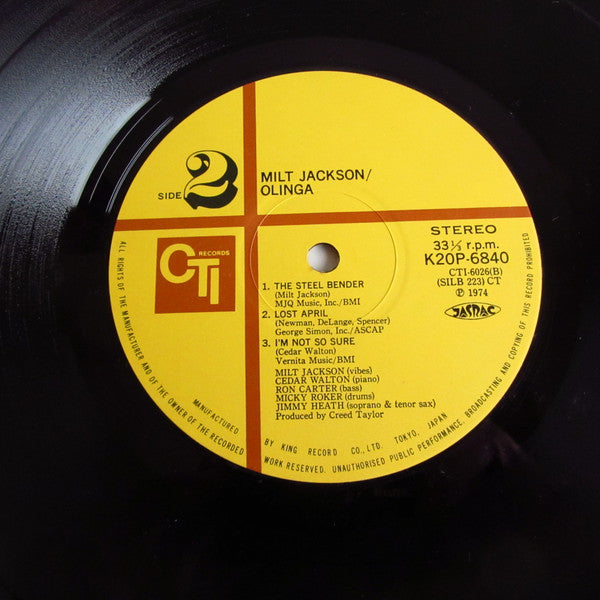 SIDE 2
MILT JACKSON/
OLINGA
CTI
RECORDS
STEREO
33⅓ r.p.m.
K20P-6840
CTI-6026(B)
(SILB 223) CT
℗ 1974
JASRAC
1. THE STEEL BENDER
(Milt Jackson)
MJQ Music, Inc./BMI
2. LOST APRIL
(Newman, DeLange, Spencer)
George Simon, Inc./ASCAP
3. I'M NOT SO SURE
(Cedar Walton)
Vernita Music/BMI
MILT JACKSON (vibes)
CEDAR WALTON (piano)
RON CARTER (bass)
MICKY ROKER (drums)
JIMMY HEATH (soprano & tenor sax)
Produced by Creed Taylor
MANUFACTURED BY KING RECORD CO., LTD. TOKYO, JAPAN
ALL RIGHTS OF THE MANUFACTURER AND OF THE OWNER OF THE RECORDED WORK RESERVED. UNAUTHORISED PUBLIC PERFORMANCE, BROADCASTING AND COPYING OF THIS RECORD PROHIBITED